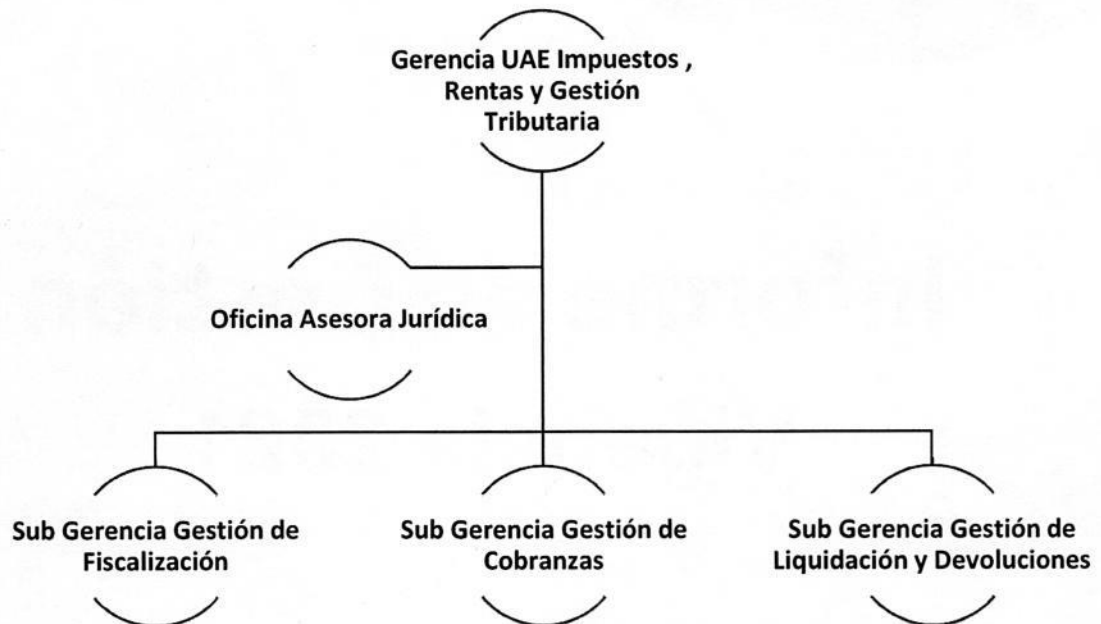 Gerencia UAE Impuestos ,
Rentas y Gestión
Tributaria
Oficina Asesora Jurídica
Sub Gerencia Gestión de
Fiscalización
Sub Gerencia Gestión de
Cobranzas
Sub Gerencia Gestión de
Liquidación y Devoluciones